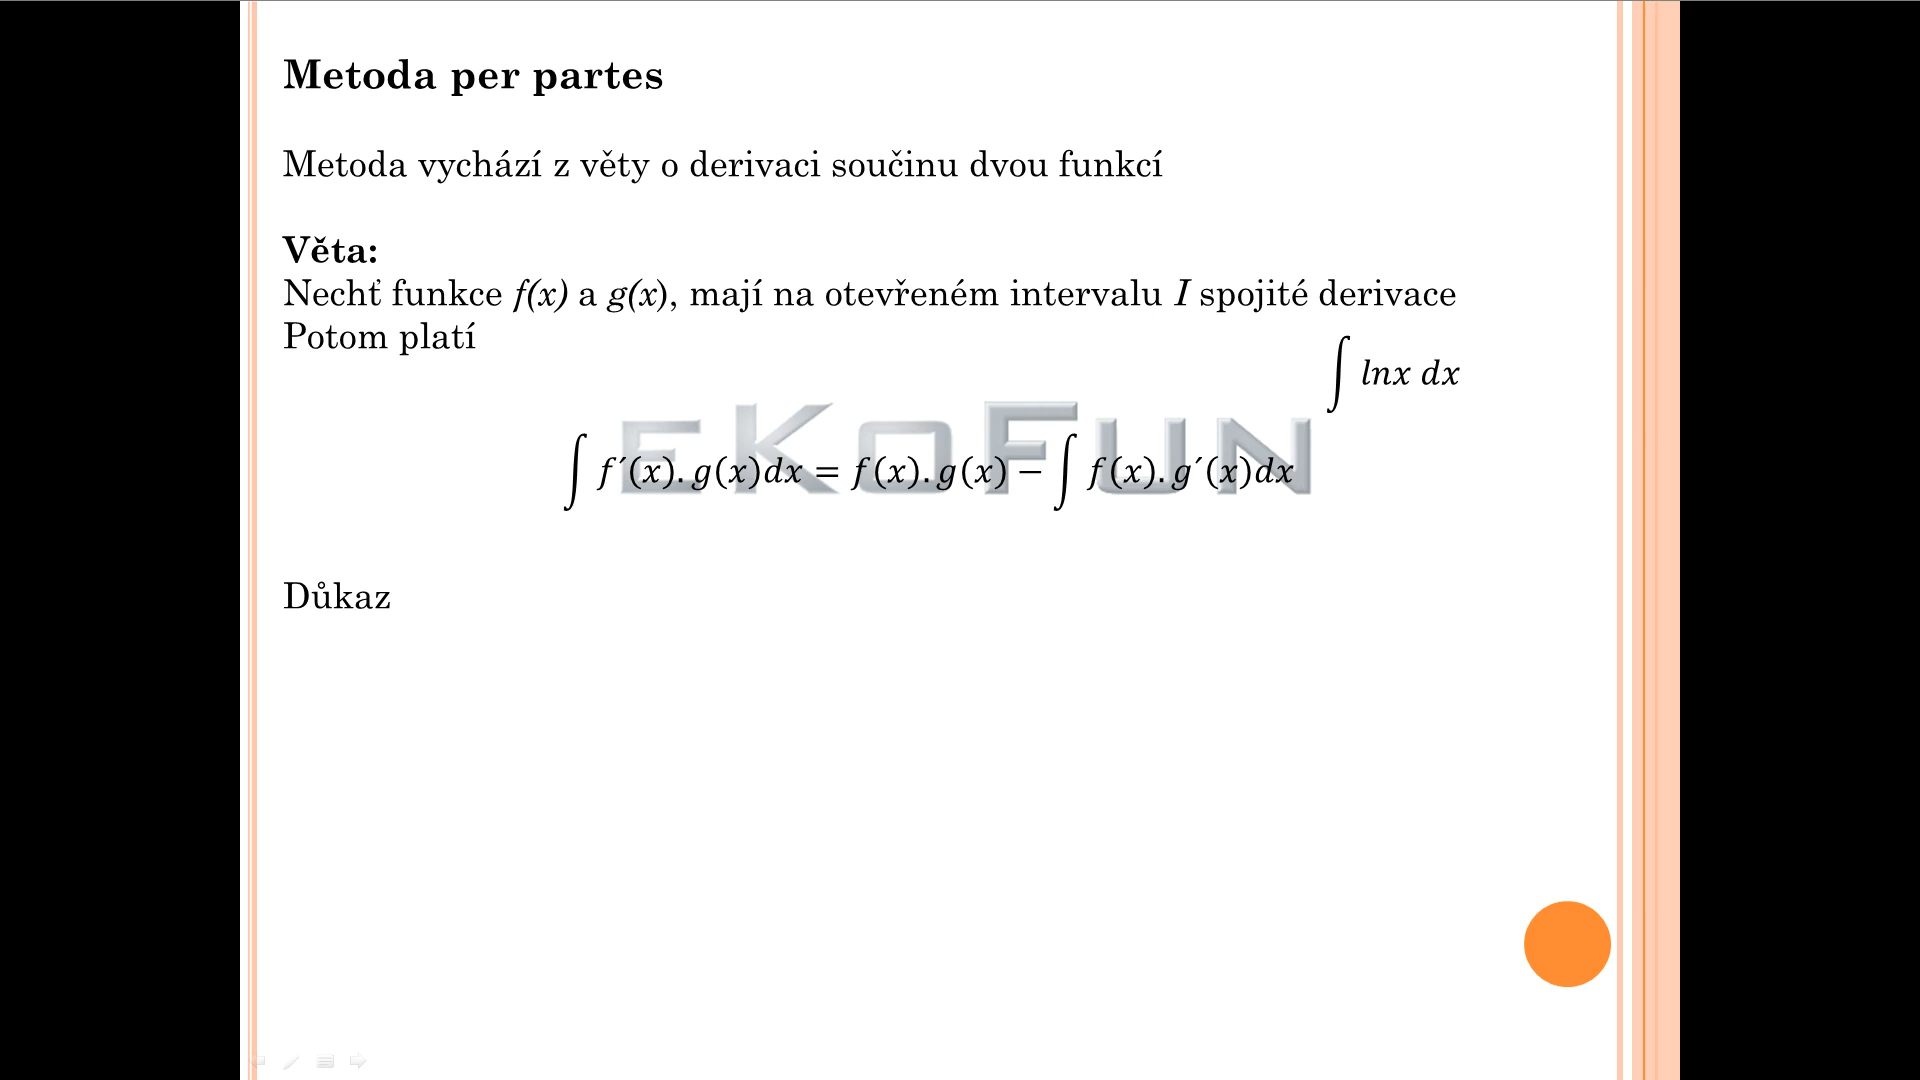 Metoda per partes
Metoda vychází z věty o derivaci součinu dvou funkcí
Věta:
Nechť funkce f(x) a g(x), mají na otevřeném intervalu I spojité derivace
Potom platí
∫ lnx dx
EKOFUN
∫ f´(x).g(x)dx = f(x).g(x) − ∫ f(x).g´(x)dx
Důkaz